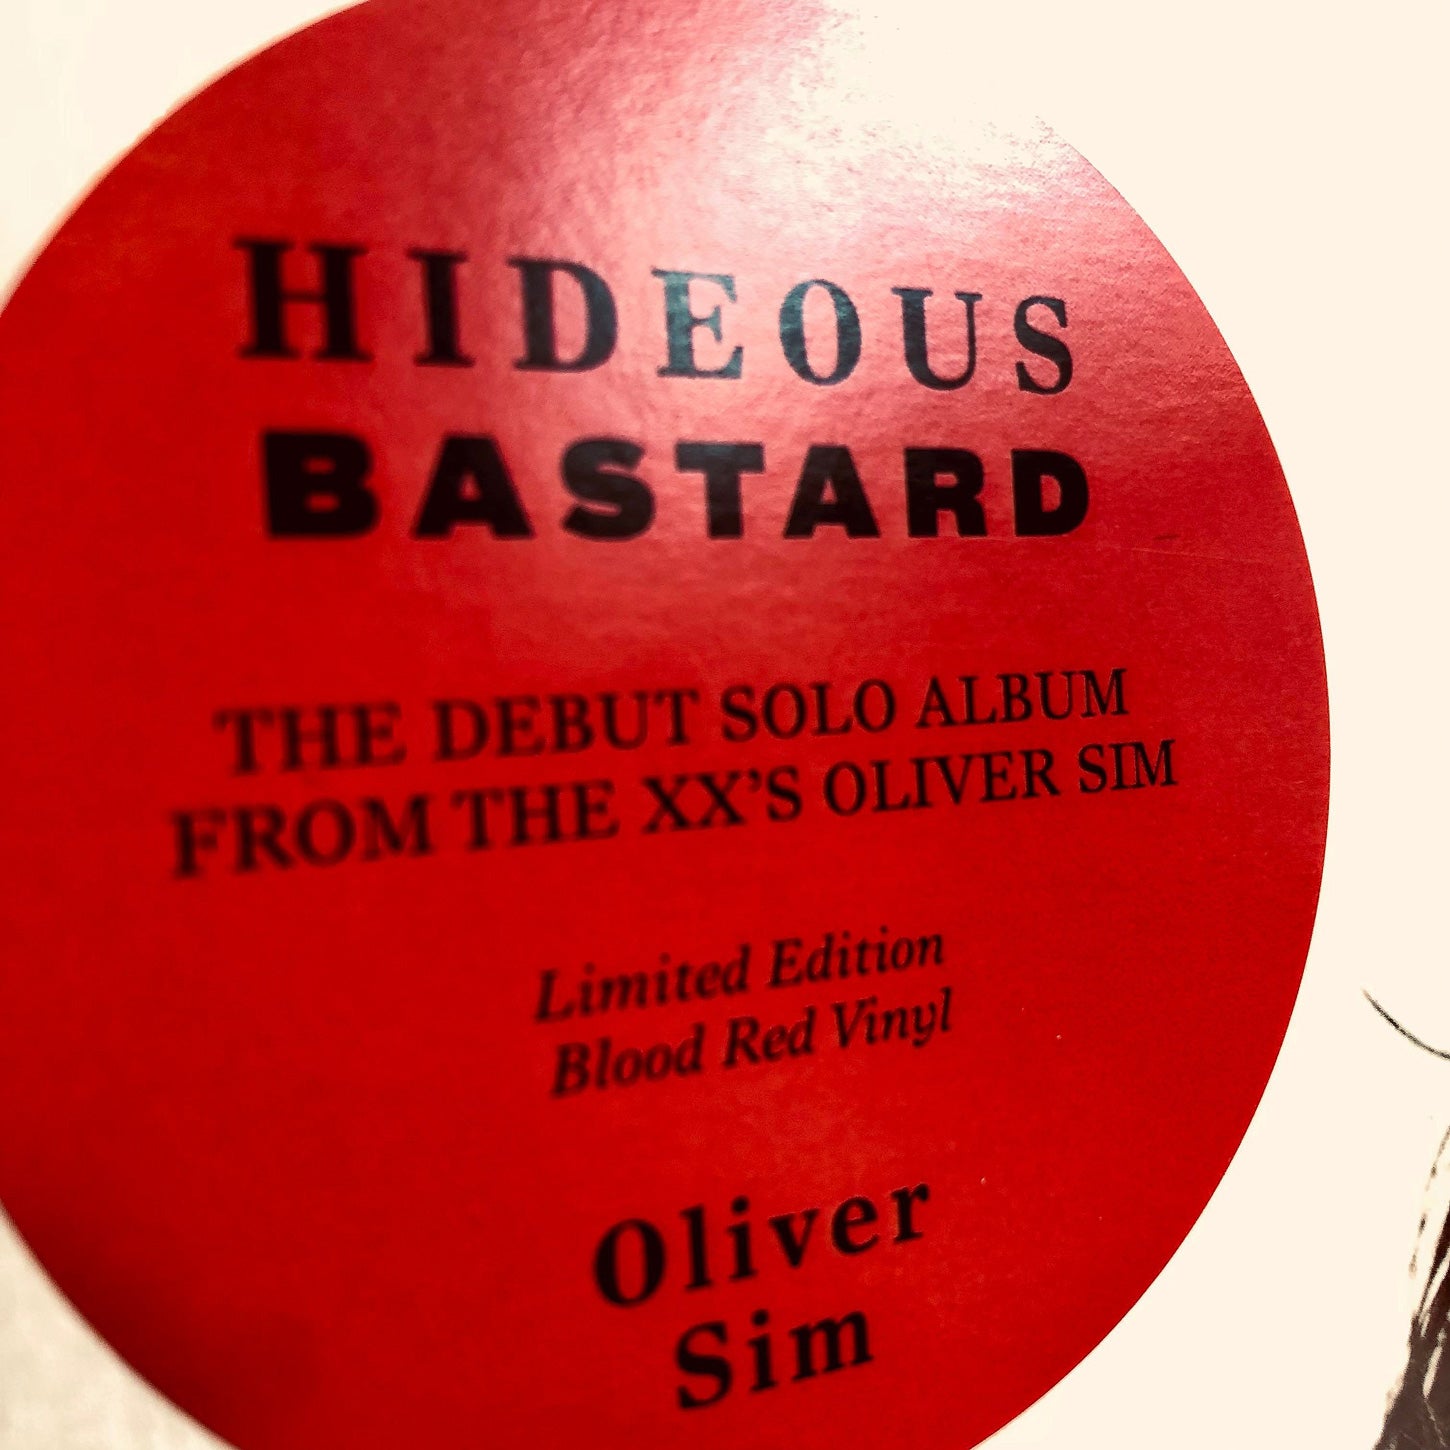 HIDEOUS
BASTARD
THE DEBUT SOLO ALBUM
FROM THE XX'S OLIVER SIM
Limited Edition
Blood Red Vinyl
Oliver
Sim